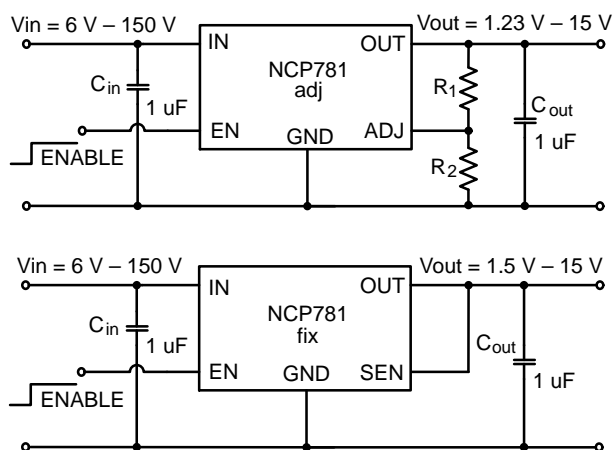 Vin = 6 V – 150 V
Vout = 1.23 V – 15 V
IN
OUT
NCP781
adj
Cin
1 uF
R1
Cout
1 uF
EN
GND
ADJ
ENABLE
R2
Vin = 6 V – 150 V
Vout = 1.5 V – 15 V
IN
OUT
NCP781
fix
Cin
1 uF
Cout
1 uF
EN
GND
SEN
ENABLE